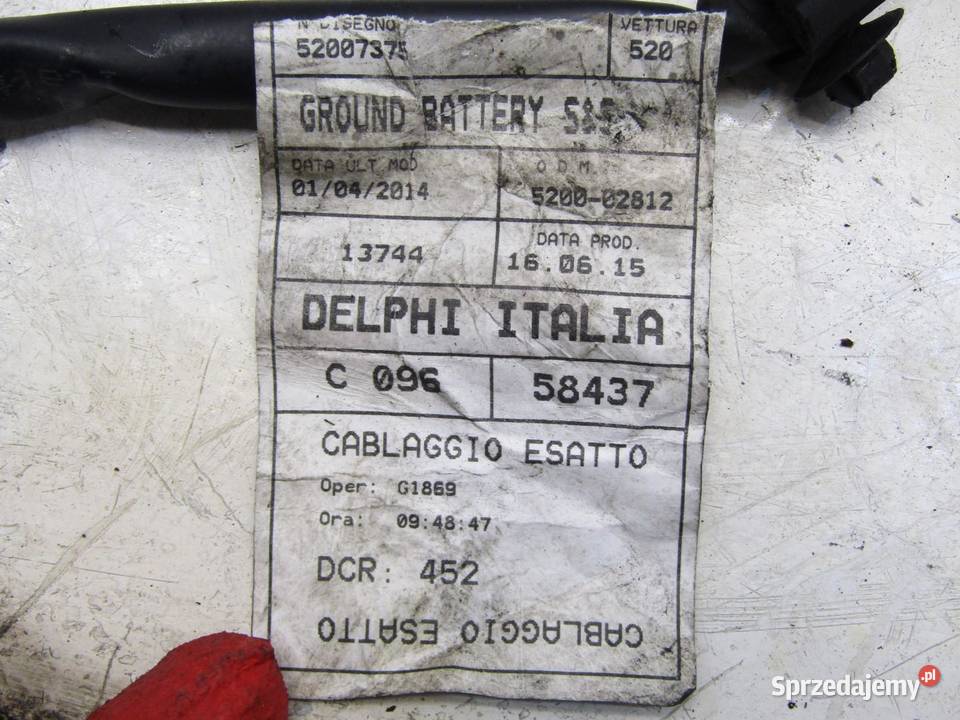 N° DISEGNO VETTURA
52007375 520
GROUND BATTERY S&S
DATA ULT MOD O D M
01/04/2014 5200-02812
DATA PROD.
13744 16.06.15
DELPHI ITALIA
C 096 58437
CABLAGGIO ESATTO
Oper: G1869
Ora: 09:48:47
DCR: 452
CABLAGGIO ESATTO
Sprzedajemy.pl